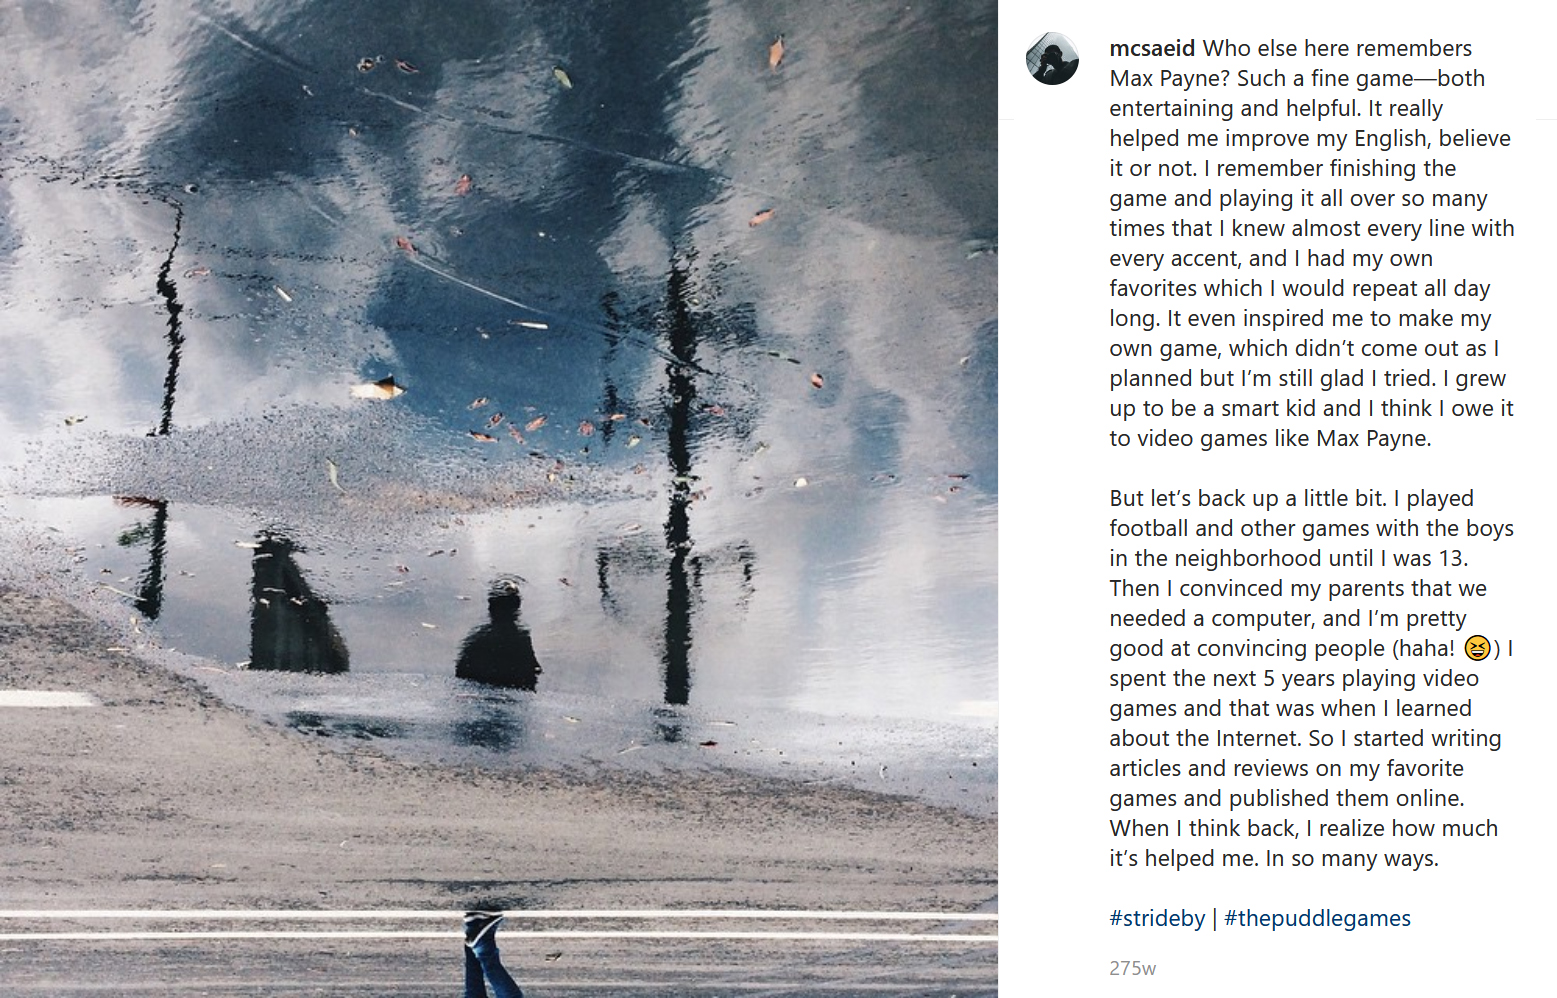 mcsaeid Who else here remembers
Max Payne? Such a fine game—both
entertaining and helpful. It really
helped me improve my English, believe
it or not. I remember finishing the
game and playing it all over so many
times that I knew almost every line with
every accent, and I had my own
favorites which I would repeat all day
long. It even inspired me to make my
own game, which didn’t come out as I
planned but I’m still glad I tried. I grew
up to be a smart kid and I think I owe it
to video games like Max Payne.
But let’s back up a little bit. I played
football and other games with the boys
in the neighborhood until I was 13.
Then I convinced my parents that we
needed a computer, and I’m pretty
good at convincing people (haha! 😆) I
spent the next 5 years playing video
games and that was when I learned
about the Internet. So I started writing
articles and reviews on my favorite
games and published them online.
When I think back, I realize how much
it’s helped me. In so many ways.
#strideby | #thepuddlegames
275w